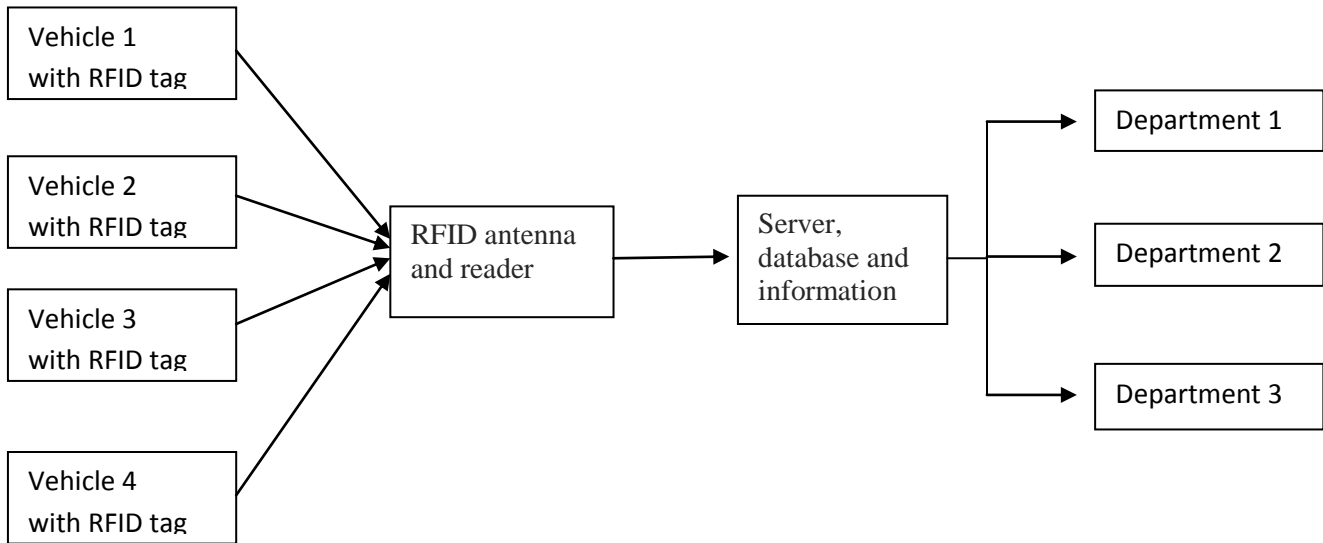 Vehicle 1
with RFID tag
Vehicle 2
with RFID tag
Vehicle 3
with RFID tag
Vehicle 4
with RFID tag
RFID antenna
and reader
Server,
database and
information
Department 1
Department 2
Department 3